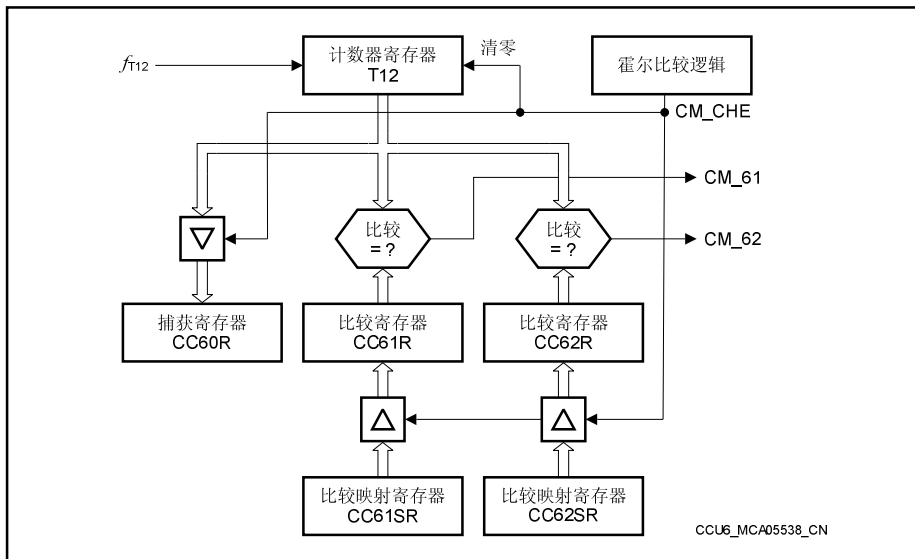 fT12
计数器寄存器
T12
清零
霍尔比较逻辑
CM_CHE
CM_61
比较
= ?
比较
= ?
CM_62
捕获寄存器
CC60R
比较寄存器
CC61R
比较寄存器
CC62R
比较映射寄存器
CC61SR
比较映射寄存器
CC62SR
CCU6_MCA05538_CN